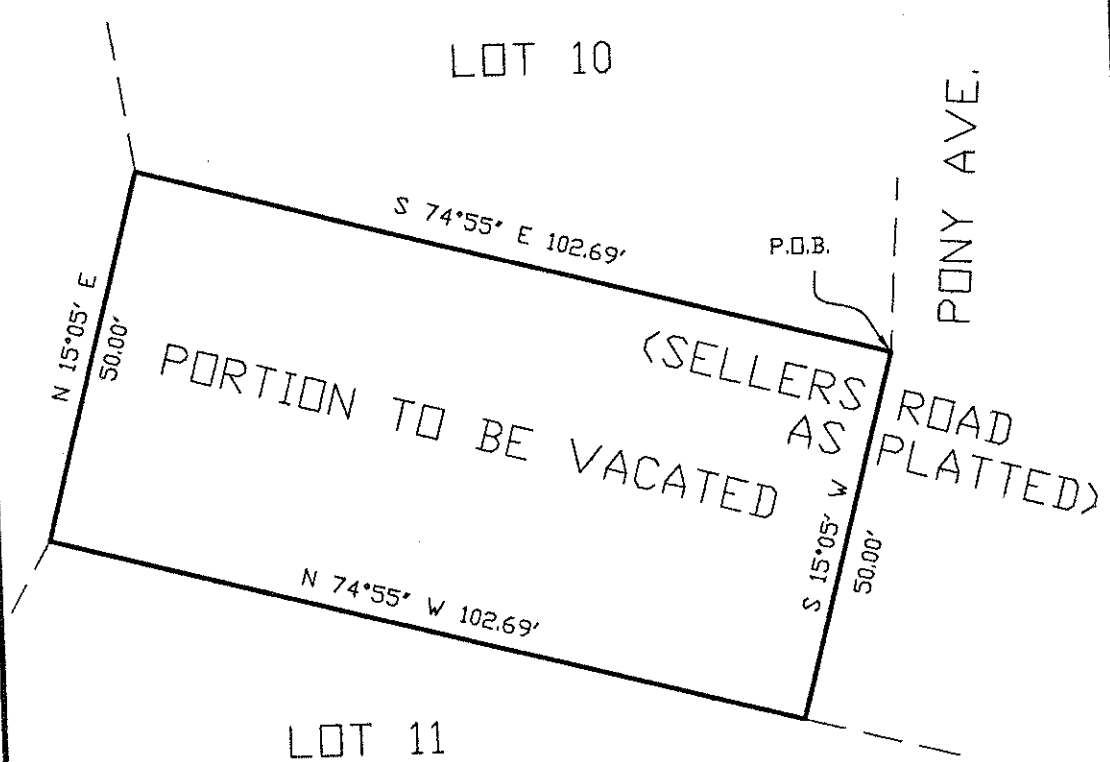 LOT 10
PONY AVE.
S 74°55" E 102.69'
P.O.B.
N 15°05' E
50.00'
(SELLERS ROAD
AS PLATTED)
PORTION TO BE VACATED
S 15°05' W
50.00'
N 74°55" W 102.69'
LOT 11